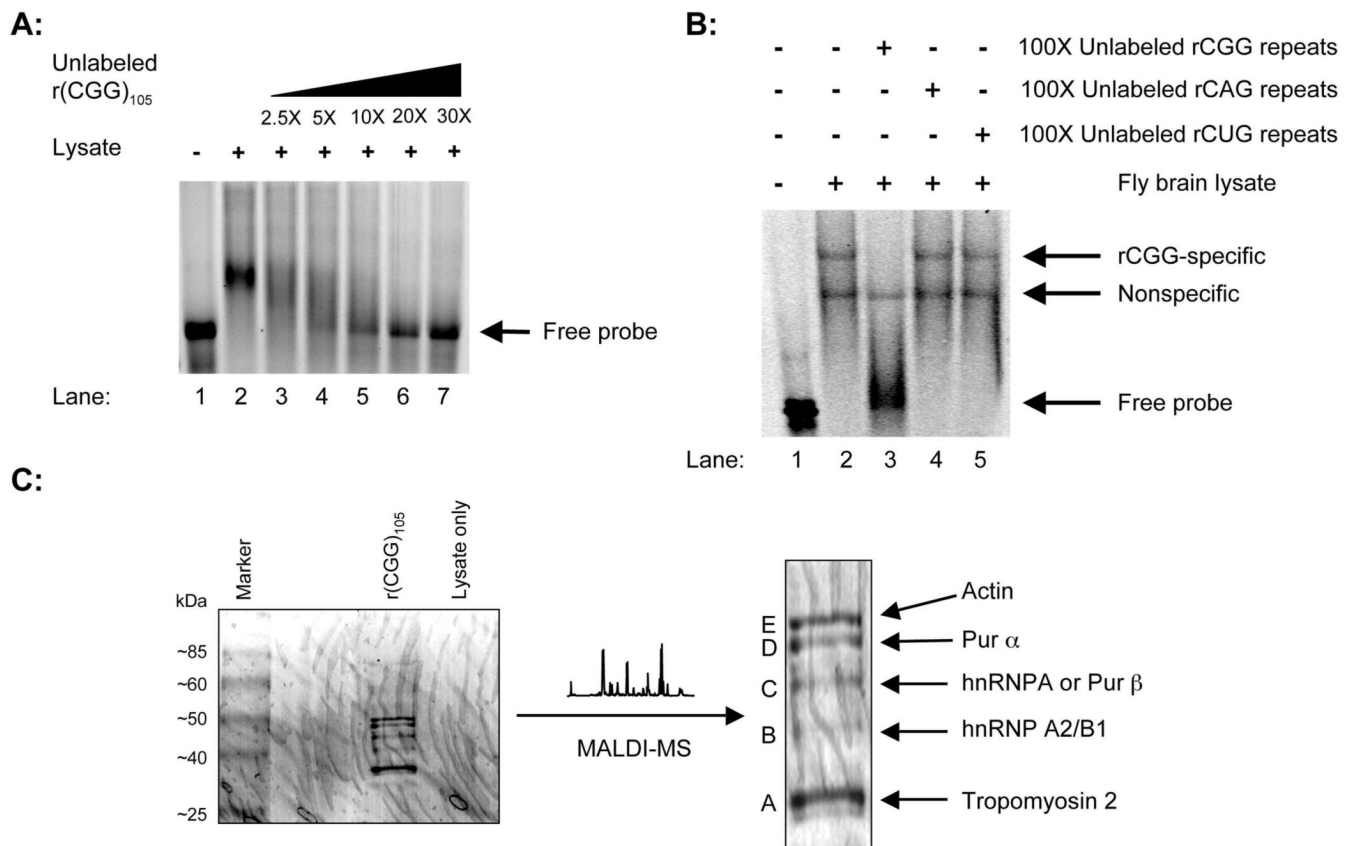 A:
Unlabeled
r(CGG)105
2.5X 5X 10X 20X 30X
Lysate - + + + + + +
Free probe
Lane: 1 2 3 4 5 6 7
B:
- - + - - 100X Unlabeled rCGG repeats
- - - + - 100X Unlabeled rCAG repeats
- - - - + 100X Unlabeled rCUG repeats
- + + + + Fly brain lysate
rCGG-specific
Nonspecific
Free probe
Lane: 1 2 3 4 5
C:
Marker
r(CGG)105
Lysate only
kDa
~85
~60
~50
~40
~25
MALDI-MS
E
D
C
B
A
Actin
Pur α
hnRNPA or Pur β
hnRNP A2/B1
Tropomyosin 2